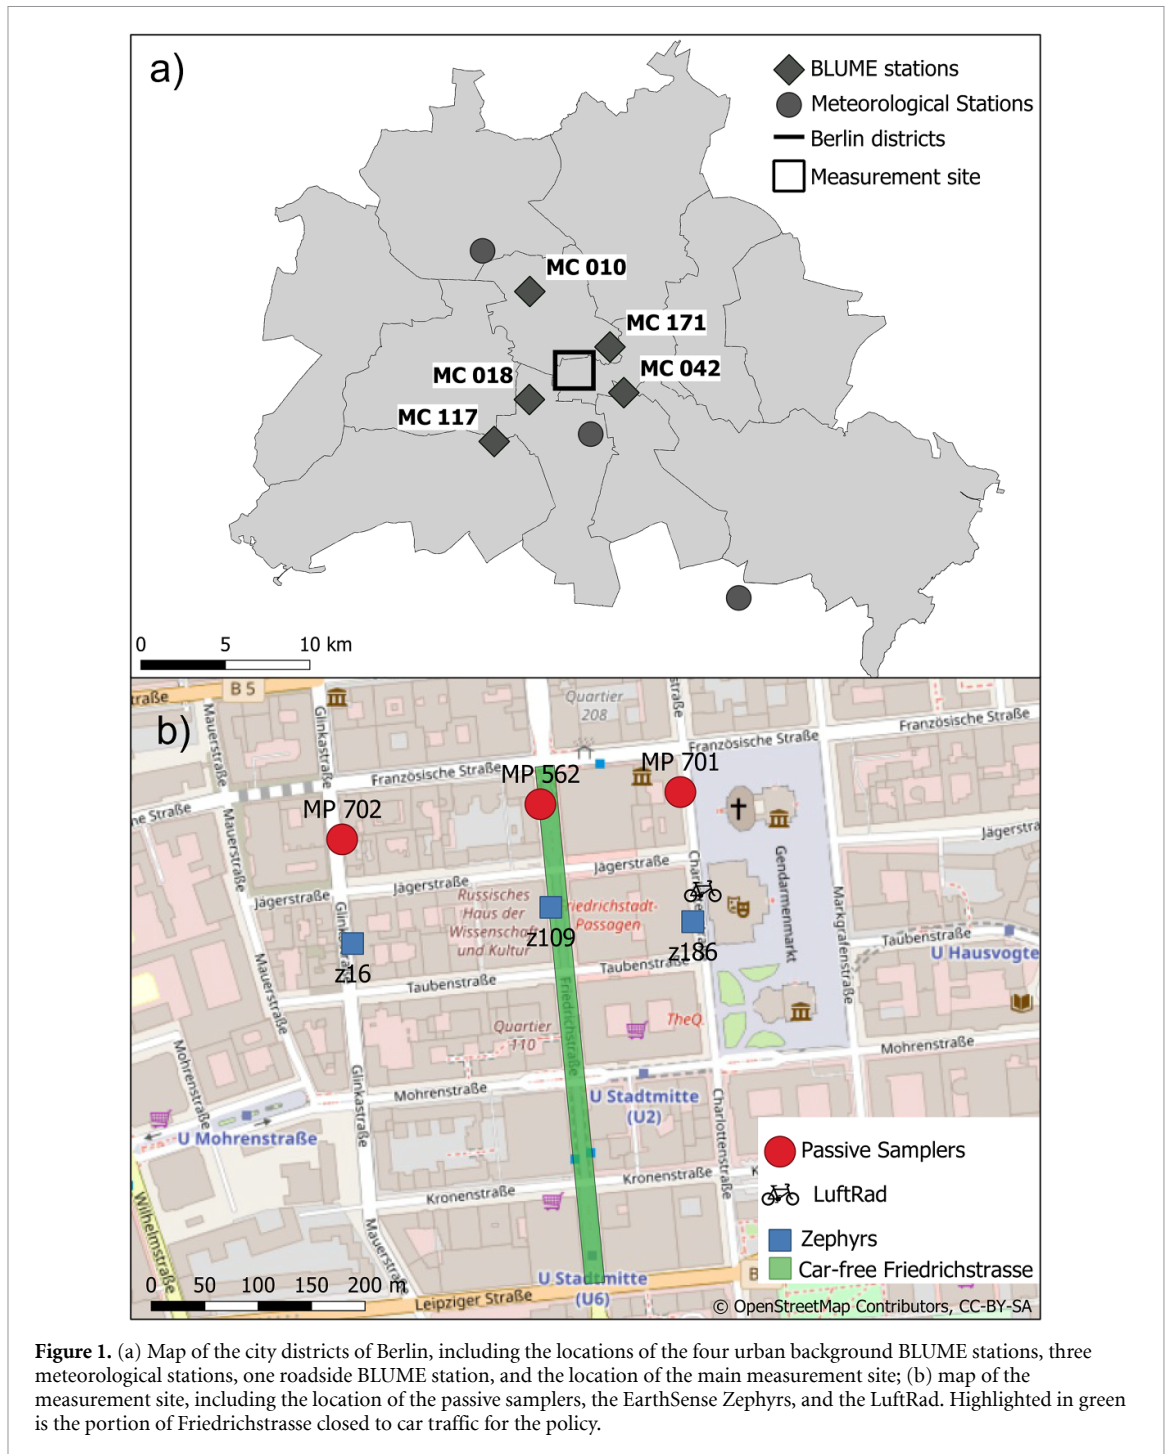 a)
BLUME stations
Meteorological Stations
Berlin districts
Measurement site
MC 010
MC 171
MC 042
MC 018
MC 117
0 5 10 km
b)
B 5
Quartier
208
Mauerstraße
Glinkastraße
Französische Straße
Französische Straße
Französische Straße
MP 562
MP 701
MP 702
Mauerstraße
Jägerstraße
Jägerstraße
Jägerstraße
Russisches
Haus der
Wissenschaft
und Kultur
Friedrichstadt-
Passagen
Gendarmenmarkt
Markgrafenstraße
z109
z186
z16
Taubenstraße
Taubenstraße
Taubenstraße
U Hausvogte
Mauerstraße
Friedrichstraße
Quartier
110
TheQ.
Mohrenstraße
Mohrenstraße
Mohrenstraße
Glinkastraße
U Stadtmitte
(U2)
Charlottenstraße
U Mohrenstraße
Kronenstraße
Kronenstraße
Wilhelmstraße
Mauerstraße
Passive Samplers
LuftRad
Zephyrs
Car-free Friedrichstrasse
0 50 100 150 200 m
U Stadtmitte
(U6)
Leipziger Straße
© OpenStreetMap Contributors, CC-BY-SA
Figure 1. (a) Map of the city districts of Berlin, including the locations of the four urban background BLUME stations, three
meteorological stations, one roadside BLUME station, and the location of the main measurement site; (b) map of the
measurement site, including the location of the passive samplers, the EarthSense Zephyrs, and the LuftRad. Highlighted in green
is the portion of Friedrichstrasse closed to car traffic for the policy.